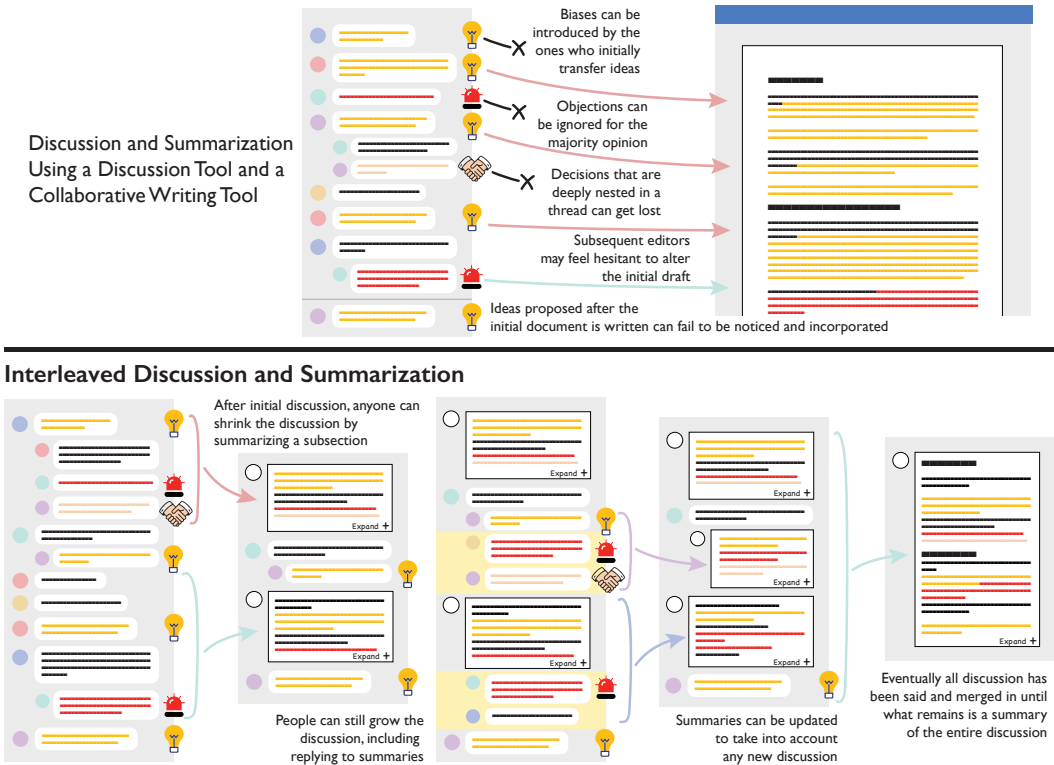 Biases can be
introduced by the
ones who initially
transfer ideas
Objections can
be ignored for the
majority opinion
Discussion and Summarization
Using a Discussion Tool and a
Collaborative Writing Tool
Decisions that are
deeply nested in a
thread can get lost
Subsequent editors
may feel hesitant to alter
the initial draft
Ideas proposed after the
initial document is written can fail to be noticed and incorporated
Interleaved Discussion and Summarization
After initial discussion, anyone can
shrink the discussion by
summarizing a subsection
Expand +
Expand +
People can still grow the
discussion, including
replying to summaries
Expand +
Expand +
Expand +
Expand +
Expand +
Summaries can be updated
to take into account
any new discussion
Expand +
Eventually all discussion has
been said and merged in until
what remains is a summary
of the entire discussion